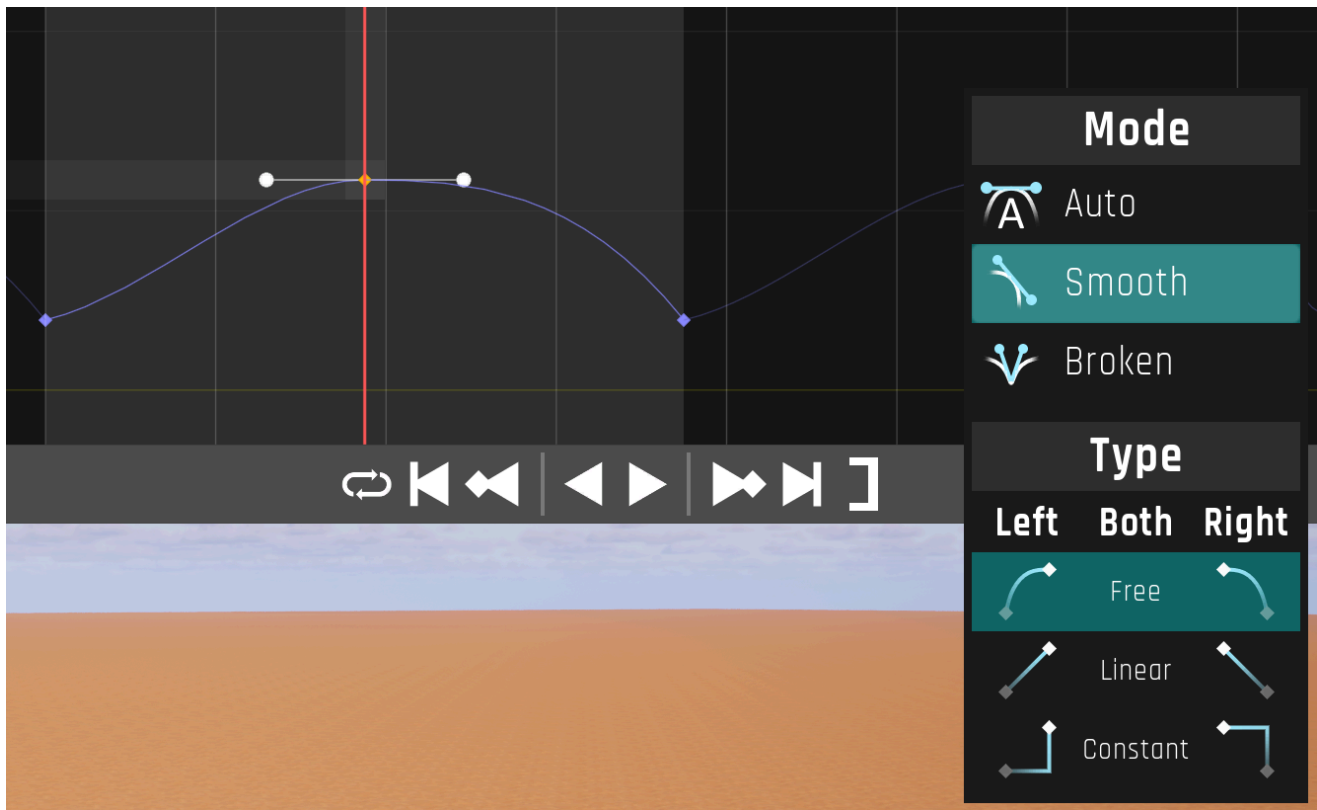 Mode
A Auto
Smooth
Broken
Type
Left Both Right
Free
Linear
Constant